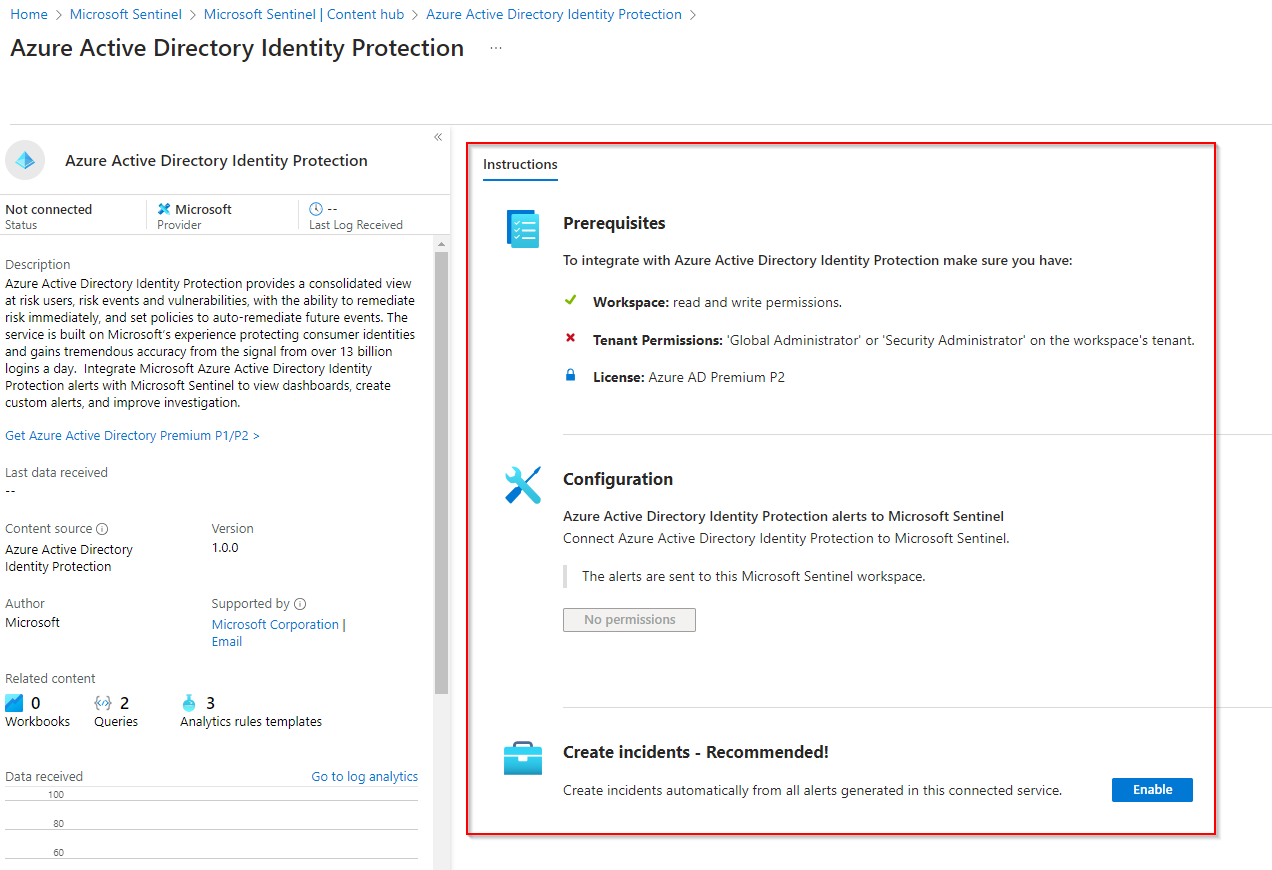 Home > Microsoft Sentinel > Microsoft Sentinel | Content hub > Azure Active Directory Identity Protection >
Azure Active Directory Identity Protection ...
«
Azure Active Directory Identity Protection
Not connected
Status
Microsoft
Provider
--
Last Log Received
Description
Azure Active Directory Identity Protection provides a consolidated view
at risk users, risk events and vulnerabilities, with the ability to remediate
risk immediately, and set policies to auto-remediate future events. The
service is built on Microsoft's experience protecting consumer identities
and gains tremendous accuracy from the signal from over 13 billion
logins a day. Integrate Microsoft Azure Active Directory Identity
Protection alerts with Microsoft Sentinel to view dashboards, create
custom alerts, and improve investigation.
Get Azure Active Directory Premium P1/P2 >
Last data received
--
Content source
Azure Active Directory
Identity Protection
Version
1.0.0
Author
Microsoft
Supported by
Microsoft Corporation |
Email
Related content
0
Workbooks
2
Queries
3
Analytics rules templates
Data received
Go to log analytics
100
80
60
Instructions
Prerequisites
To integrate with Azure Active Directory Identity Protection make sure you have:
Workspace: read and write permissions.
Tenant Permissions: 'Global Administrator' or 'Security Administrator' on the workspace's tenant.
License: Azure AD Premium P2
Configuration
Azure Active Directory Identity Protection alerts to Microsoft Sentinel
Connect Azure Active Directory Identity Protection to Microsoft Sentinel.
The alerts are sent to this Microsoft Sentinel workspace.
No permissions
Create incidents - Recommended!
Create incidents automatically from all alerts generated in this connected service.
Enable